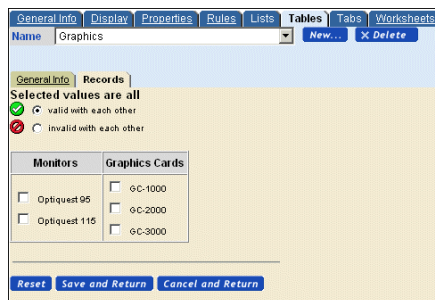 General Info Display Properties Rules Lists Tables Tabs Worksheets
Name Graphics New... X Delete
General Info Records
Selected values are all
valid with each other
invalid with each other
Monitors Graphics Cards
Optiquest 95 GC-1000
Optiquest 115 GC-2000
GC-3000
Reset Save and Return Cancel and Return